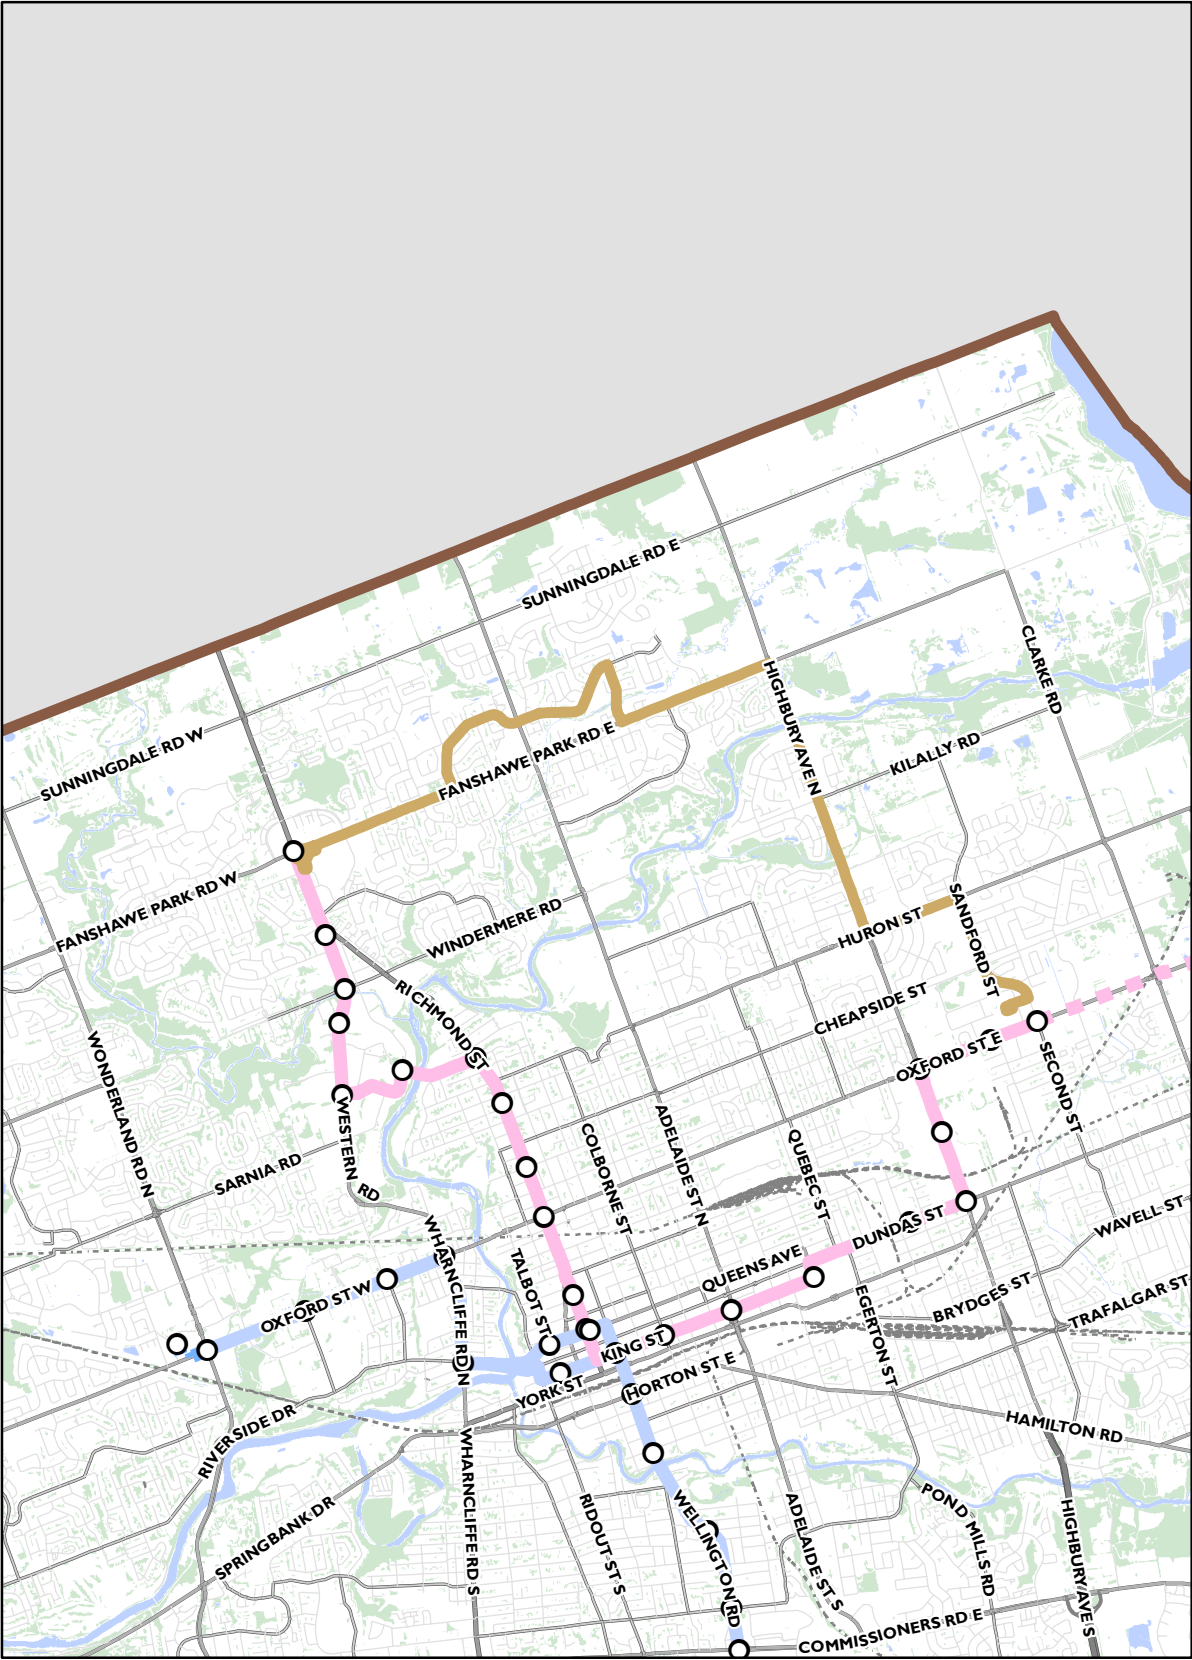 SUNNINGDALE RD E
CLARKE RD
SUNNINGDALE RD W
HIGHBURY AVE N
FANSHAWE PARK RD E
KILALLY RD
FANSHAWE PARK RD W
WINDERMERE RD
HURON ST
SANDFORD ST
RICHMOND ST
CHEAPSIDE ST
OXFORD ST E
SECOND ST
WONDERLAND RD N
WESTERN RD
SARNIA RD
COLBORNE ST
ADELAIDE ST N
QUEBEC ST
DUNDAS ST
WAVELL ST
WHARNCLIFFE RD N
TALBOT ST
QUEENS AVE
OXFORD ST W
EGERTON ST
BRYDGES ST
TRAFALGAR ST
KING ST
YORK ST
HORTON ST E
RIVERSIDE DR
HAMILTON RD
WHARNCLIFFE RD S
SPRINGBANK DR
RIDOUT ST S
WELLINGTON RD
ADELAIDE ST S
POND MILLS RD
HIGHBURY AVE S
COMMISSIONERS RD E